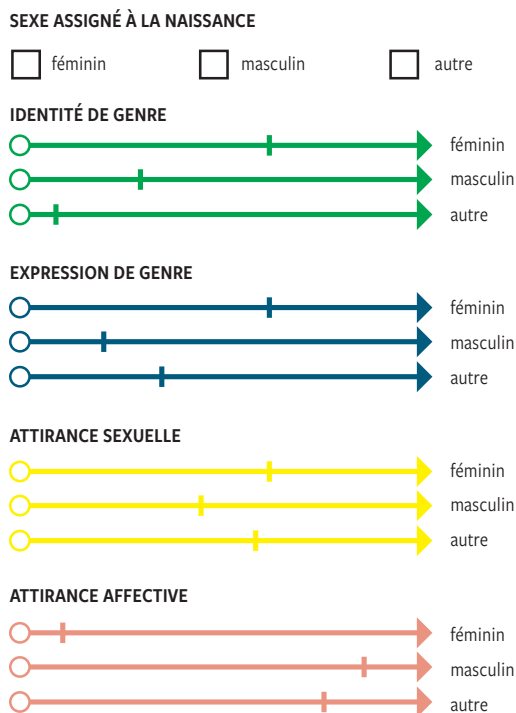 SEXE ASSIGNÉ À LA NAISSANCE
féminin masculin autre
IDENTITÉ DE GENRE
féminin
masculin
autre
EXPRESSION DE GENRE
féminin
masculin
autre
ATTIRANCE SEXUELLE
féminin
masculin
autre
ATTIRANCE AFFECTIVE
féminin
masculin
autre